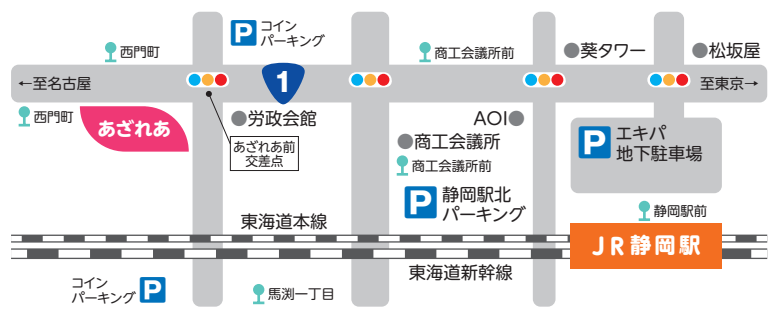 コイン
パーキング
西門町
商工会議所前
葵タワー
松坂屋
←至名古屋
1
至東京→
西門町
あざれあ
労政会館
AOI
P
エキパ
地下駐車場
あざれあ前
交差点
商工会議所
商工会議所前
P
静岡駅北
パーキング
静岡駅前
東海道本線
JR静岡駅
東海道新幹線
コイン
パーキング
P
馬渕一丁目
P